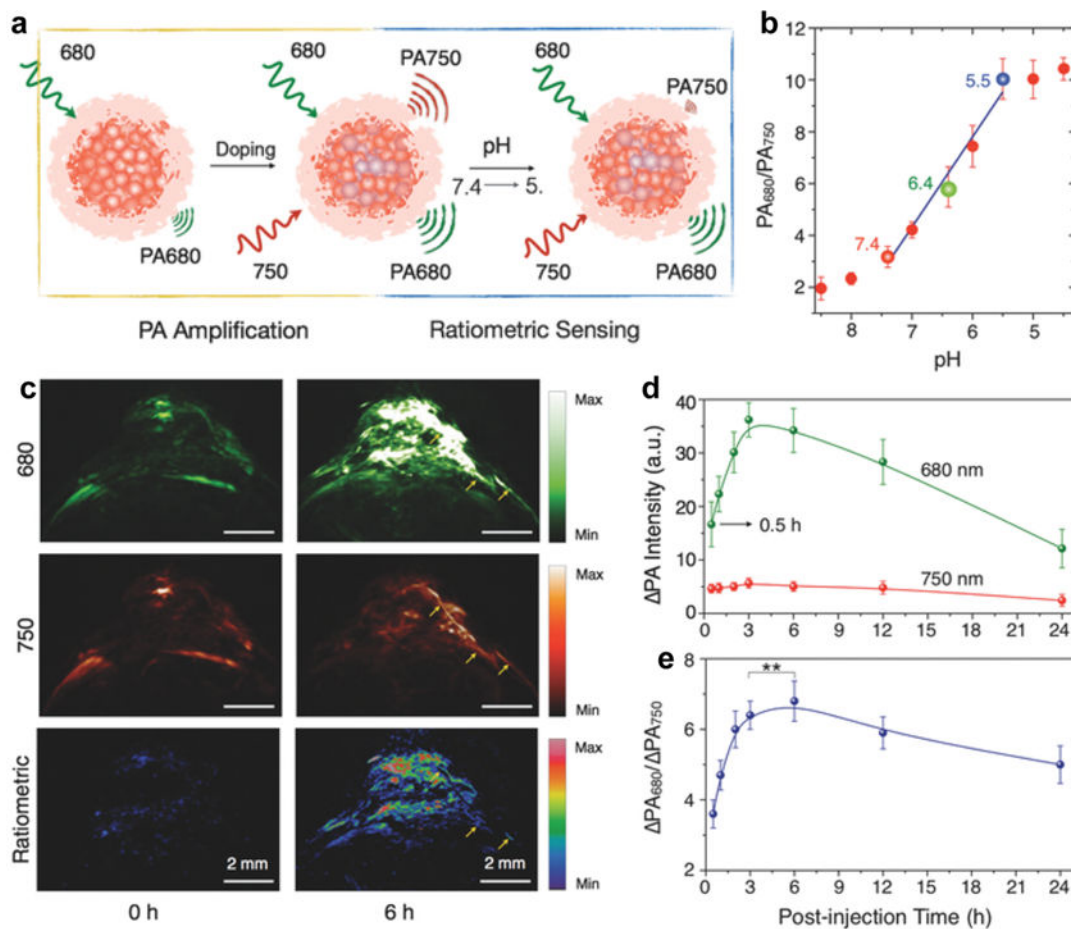 a
680
680
PA750
680
PA750
Doping
pH
7.4 → 5.
PA680
750
PA680
750
PA680
PA Amplification
Ratiometric Sensing
b
PA680/PA750
10
8
6
4
2
5.5
6.4
7.4
8
7
6
5
pH
c
680
Max
Min
750
Max
Min
Ratiometric
2 mm
2 mm
Max
Min
0 h
6 h
d
ΔPA Intensity (a.u.)
40
30
20
10
0
680 nm
→ 0.5 h
750 nm
0 3 6 9 12 15 18 21 24
e
ΔPA680/ΔPA750
8
6
4
2
**
0 3 6 9 12 15 18 21 24
Post-injection Time (h)